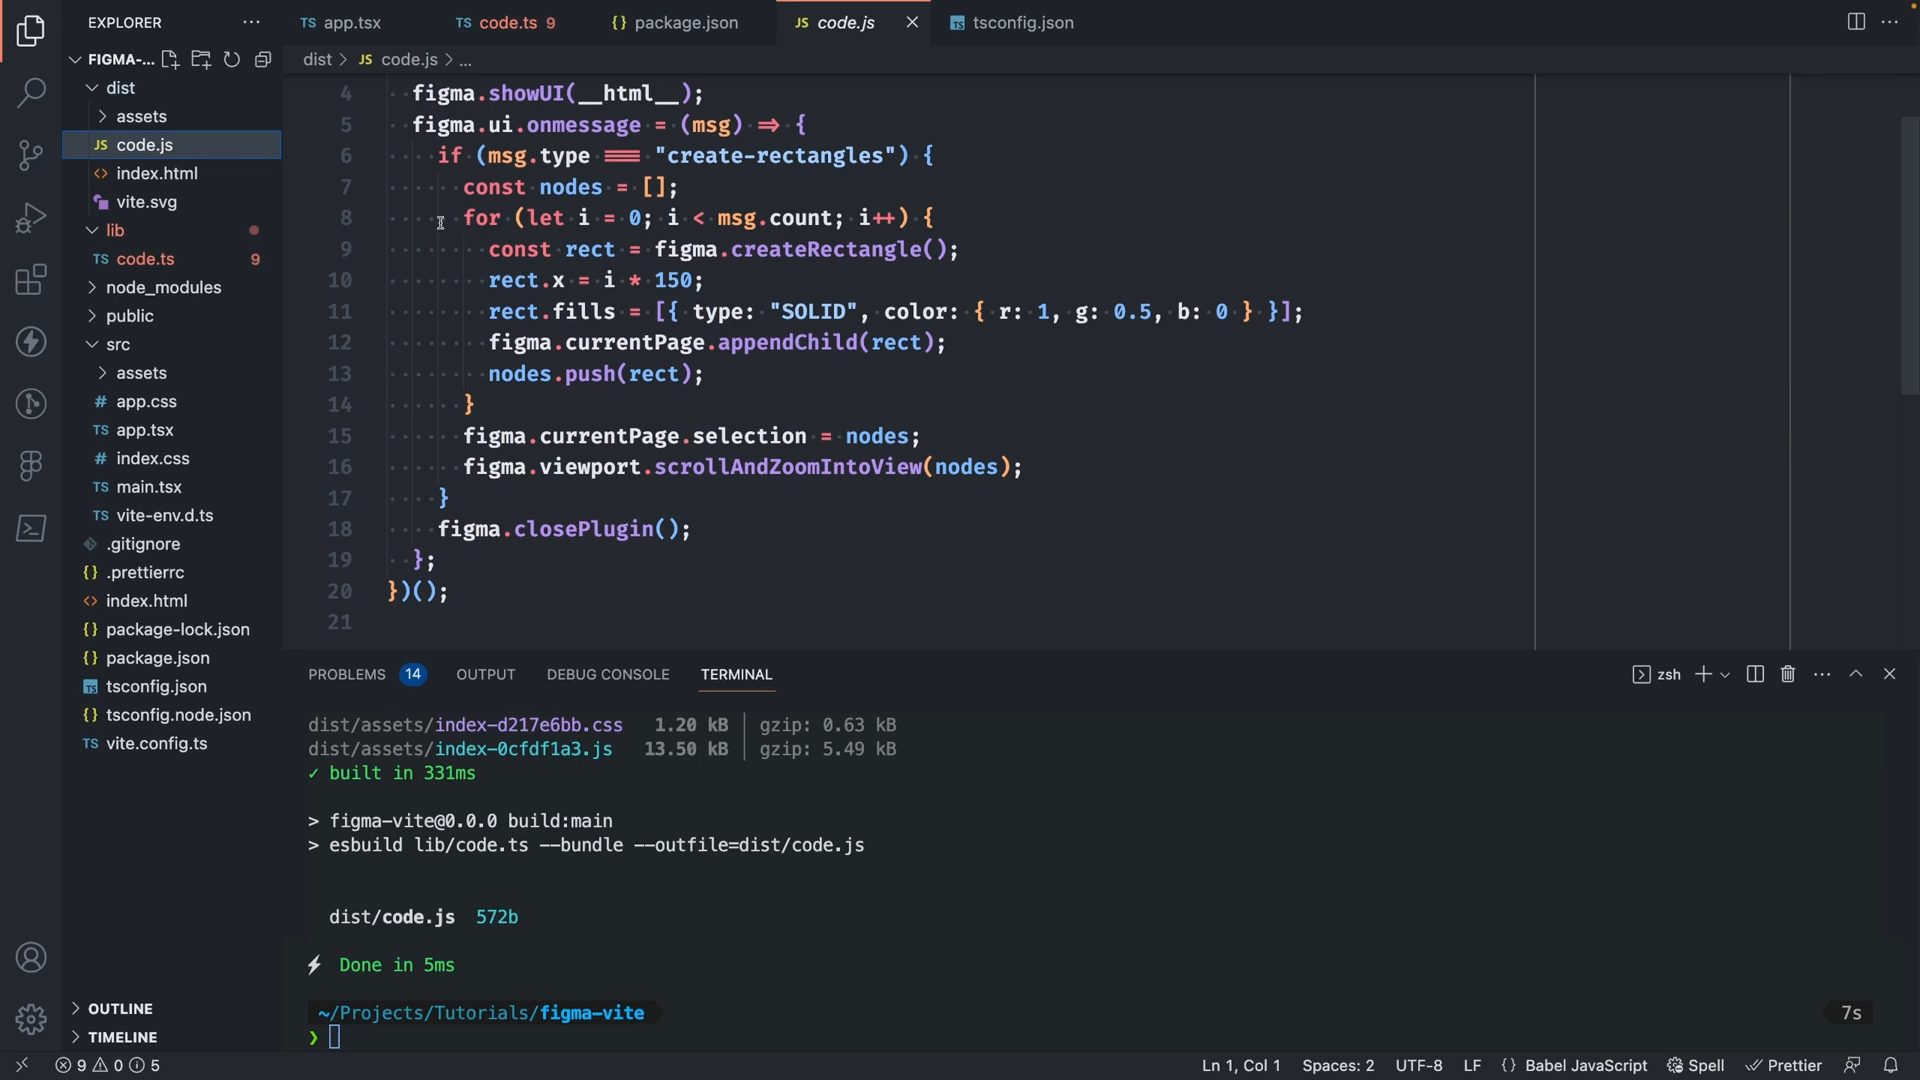 EXPLORER
FIGMA-...
dist
assets
JS code.js
index.html
vite.svg
lib
TS code.ts 9
node_modules
public
src
assets
# app.css
TS app.tsx
# index.css
TS main.tsx
TS vite-env.d.ts
.gitignore
{} .prettierrc
<> index.html
{} package-lock.json
{} package.json
TS tsconfig.json
{} tsconfig.node.json
TS vite.config.ts
OUTLINE
TIMELINE
TS app.tsx
TS code.ts 9
{} package.json
JS code.js
TS tsconfig.json
dist > JS code.js > ...
4 figma.showUI(__html__);
5 figma.ui.onmessage = (msg) => {
6 if (msg.type === "create-rectangles") {
7 const nodes = [];
8 for (let i = 0; i < msg.count; i++) {
9 const rect = figma.createRectangle();
10 rect.x = i * 150;
11 rect.fills = [{ type: "SOLID", color: { r: 1, g: 0.5, b: 0 } }];
12 figma.currentPage.appendChild(rect);
13 nodes.push(rect);
14 }
15 figma.currentPage.selection = nodes;
16 figma.viewport.scrollAndZoomIntoView(nodes);
17 }
18 figma.closePlugin();
19 };
20 })();
21
PROBLEMS 14 OUTPUT DEBUG CONSOLE TERMINAL
zsh
dist/assets/index-d217e6bb.css 1.20 kB │ gzip: 0.63 kB
dist/assets/index-0cfdf1a3.js 13.50 kB │ gzip: 5.49 kB
✓ built in 331ms
> figma-vite@0.0.0 build:main
> esbuild lib/code.ts --bundle --outfile=dist/code.js
dist/code.js 572b
⚡ Done in 5ms
~/Projects/Tutorials/figma-vite
7s
❯
9 0 5
Ln 1, Col 1 Spaces: 2 UTF-8 LF {} Babel JavaScript Spell Prettier